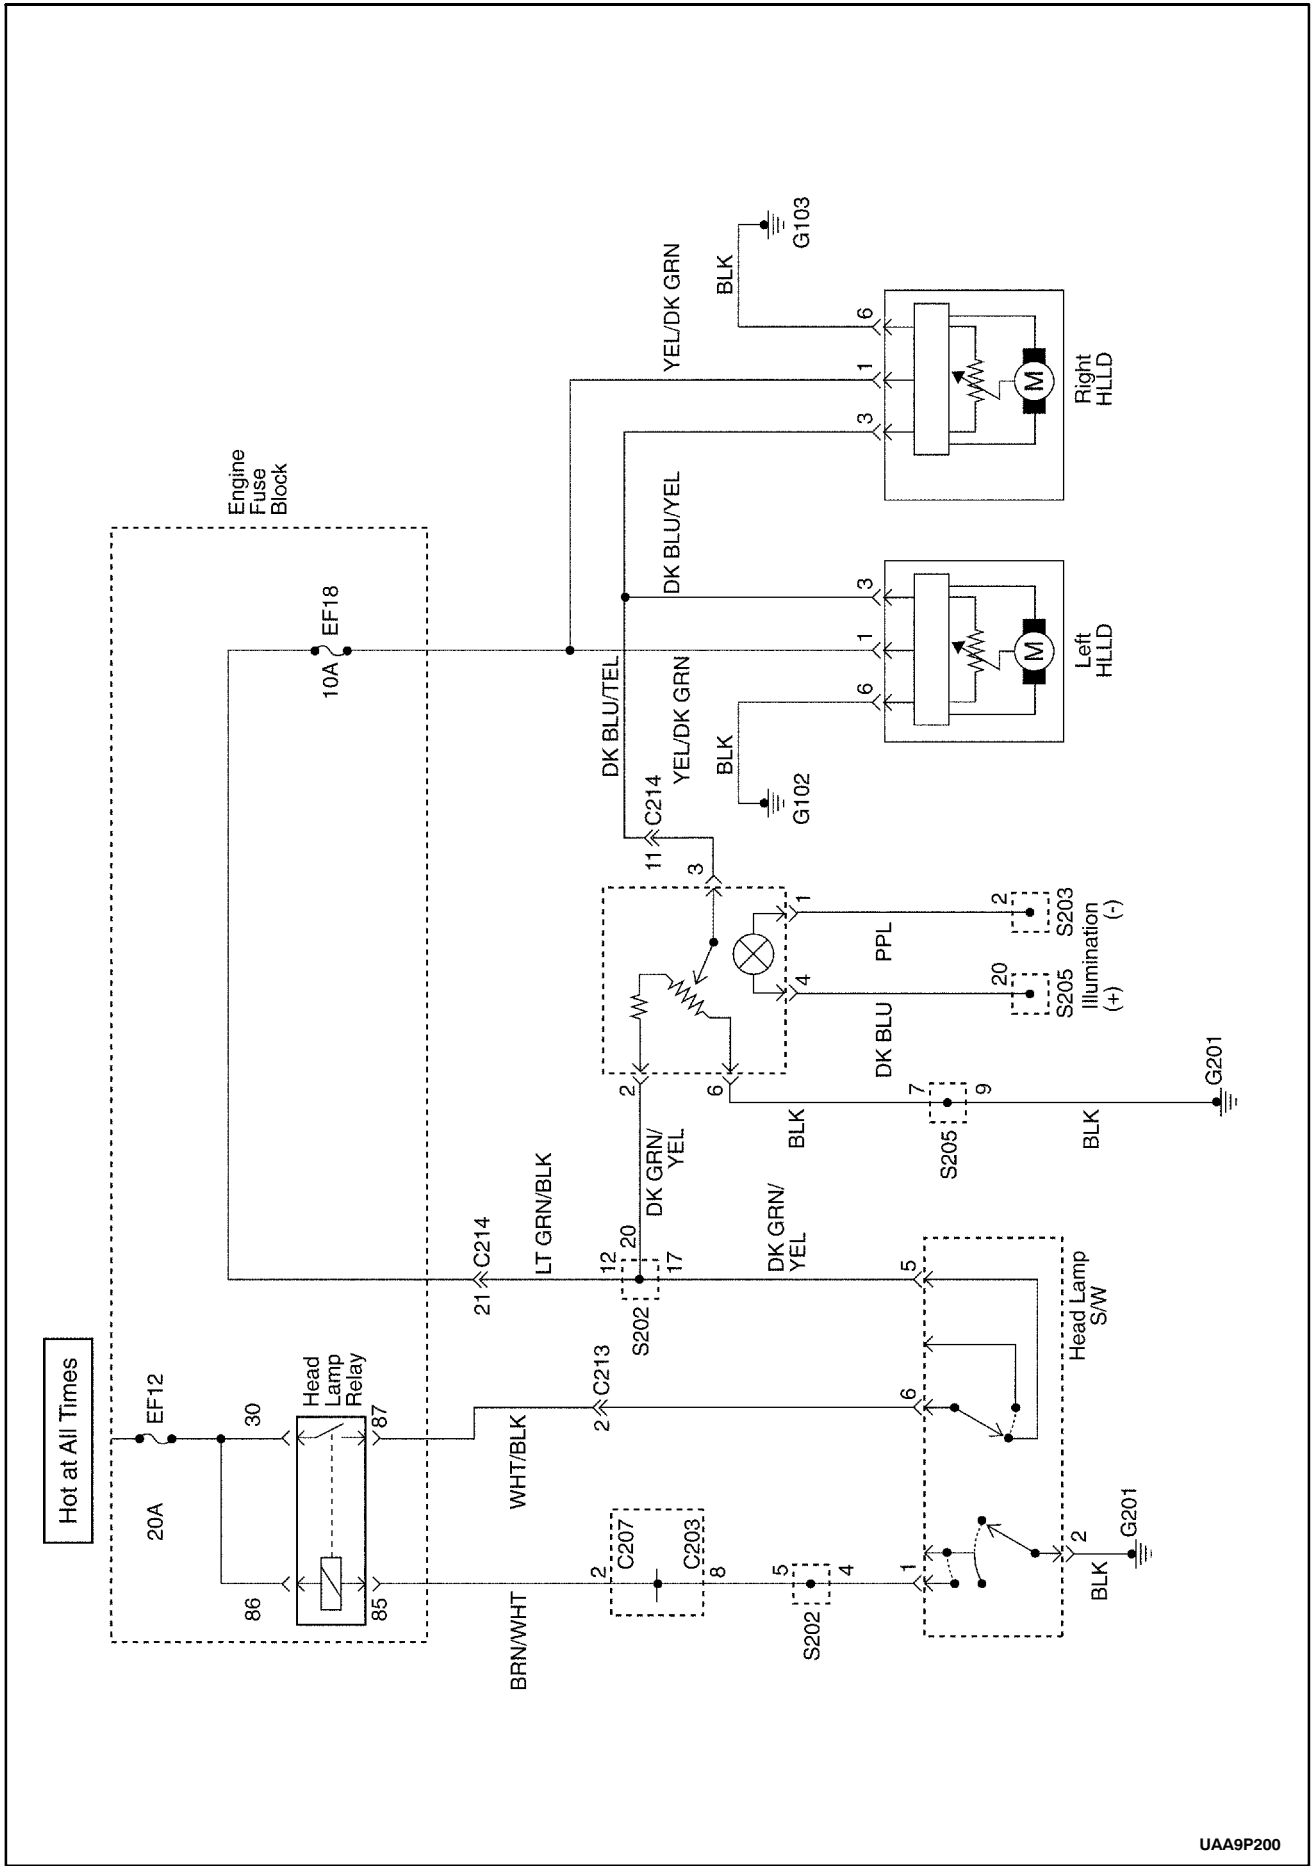 Hot at All Times
EF12
20A
30
86
Head
Lamp
Relay
87
85
Engine
Fuse
Block
EF18
10A
BRN/WHT
WHT/BLK
21
C214
LT GRN/BLK
2
C213
2
C207
C203
8
12
20
17
S202
DK GRN/
YEL
DK GRN/
YEL
5
4
S202
1
6
5
Head Lamp
S/W
2
BLK
G201
2
6
3
11
C214
DK BLU/TEL
YEL/DK GRN
DK BLU/YEL
YEL/DK GRN
BLK
G102
BLK
G103
4
1
DK BLU
PPL
20
2
S205
S203
Illumination
(+)
(-)
BLK
7
9
S205
BLK
G201
6
1
3
Left
HLLD
M
3
1
6
Right
HLLD
M
UAA9P200